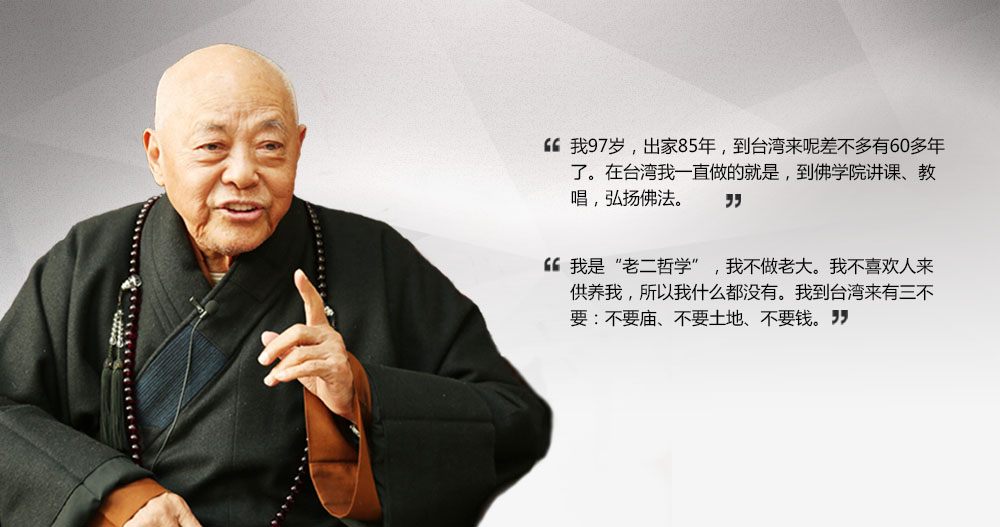 “ 我97岁，出家85年，到台湾来呢差不多有60多年
了。在台湾我一直做的就是，到佛学院讲课、教
唱，弘扬佛法。 ”
“ 我是“老二哲学”，我不做老大。我不喜欢人来
供养我，所以我什么都没有。我到台湾来有三不
要：不要庙、不要土地、不要钱。”